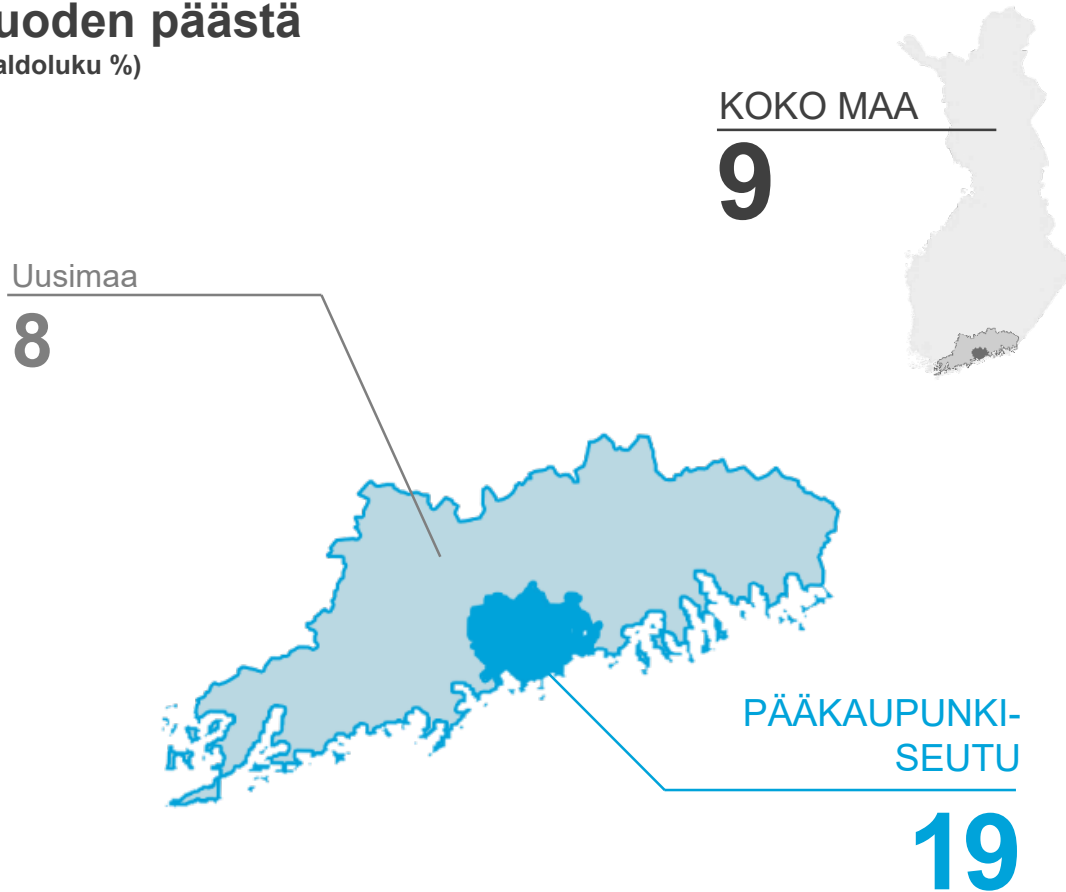 uoden päästä
aldoluku %)
KOKO MAA
9
Uusimaa
8
PÄÄKAUPUNKI-
SEUTU
19